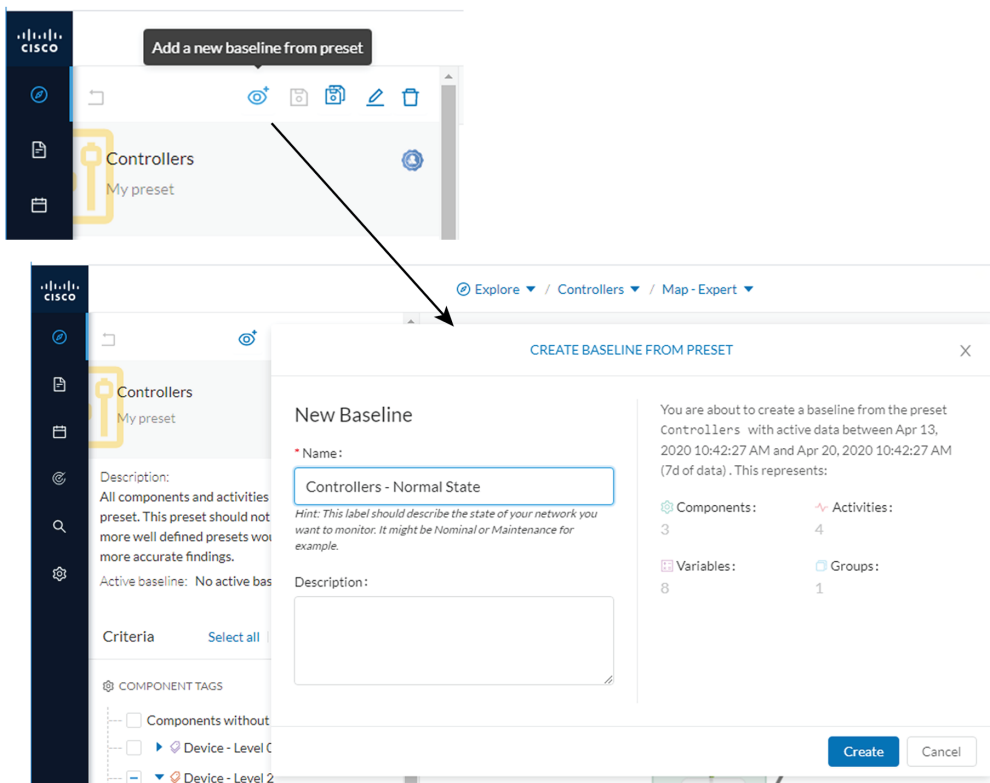 CISCO
Add a new baseline from preset
Controllers
My preset
CISCO
Explore / Controllers / Map - Expert
CREATE BASELINE FROM PRESET
Controllers
My preset
Description:
All components and activities
preset. This preset should not
more well defined presets
more accurate findings.
Active baseline: No active
Criteria Select all
COMPONENT TAGS
Components without
Device - Level
Device - Level 2
New Baseline
* Name:
Controllers - Normal State
Hint: This label should describe the state of your network you
want to monitor. It might be Nominal or Maintenance for
example.
Description:
You are about to create a baseline from the preset
Controllers with active data between Apr 13,
2020 10:42:27 AM and Apr 20, 2020 10:42:27 AM
(7d of data) . This represents:
Components: Activities:
3 4
Variables: Groups:
8 1
Create Cancel